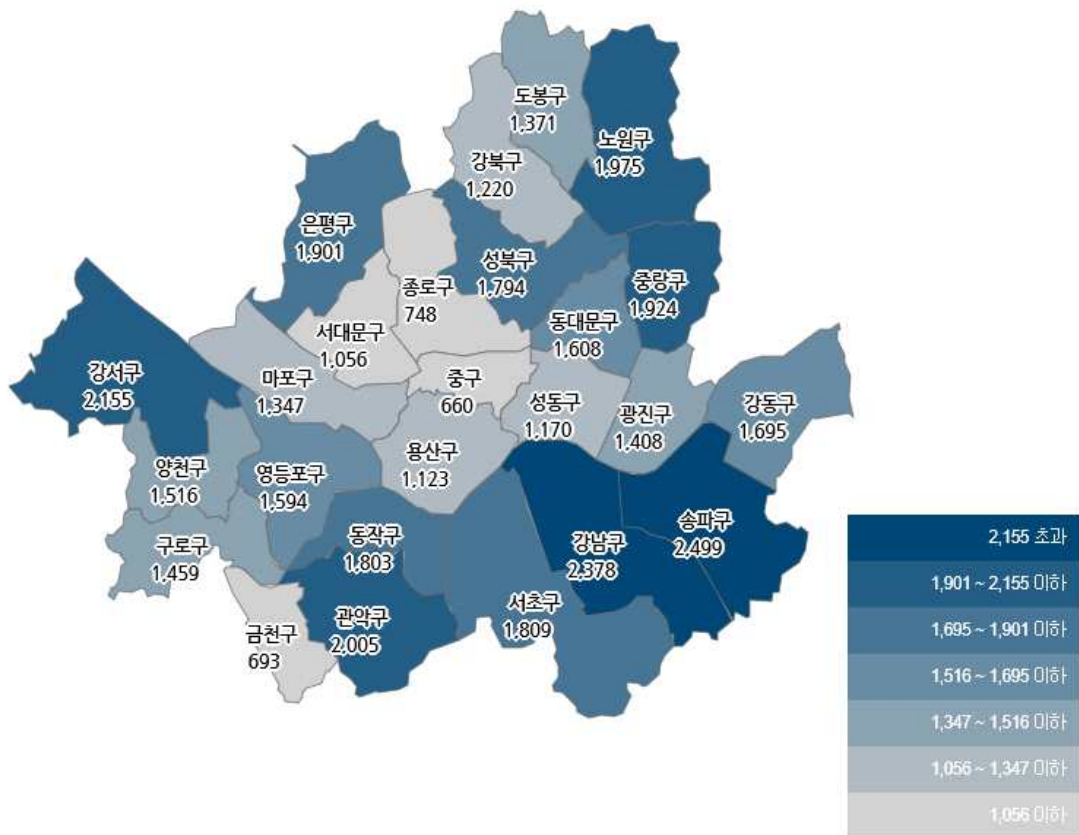 도봉구
1,371
노원구
1,975
강북구
1,220
은평구
1,901
성북구
1,794
중랑구
1,924
종로구
748
동대문구
1,608
서대문구
1,056
강서구
2,155
마포구
1,347
중구
660
성동구
1,170
광진구
1,408
강동구
1,695
용산구
1,123
양천구
1,516
영등포구
1,594
구로구
1,459
동작구
1,803
강남구
2,378
송파구
2,499
서초구
1,809
관악구
2,005
금천구
693
2,155 초과
1,901 ~ 2,155 이하
1,695 ~ 1,901 이하
1,516 ~ 1,695 이하
1,347 ~ 1,516 이하
1,056 ~ 1,347 이하
1,056 이하